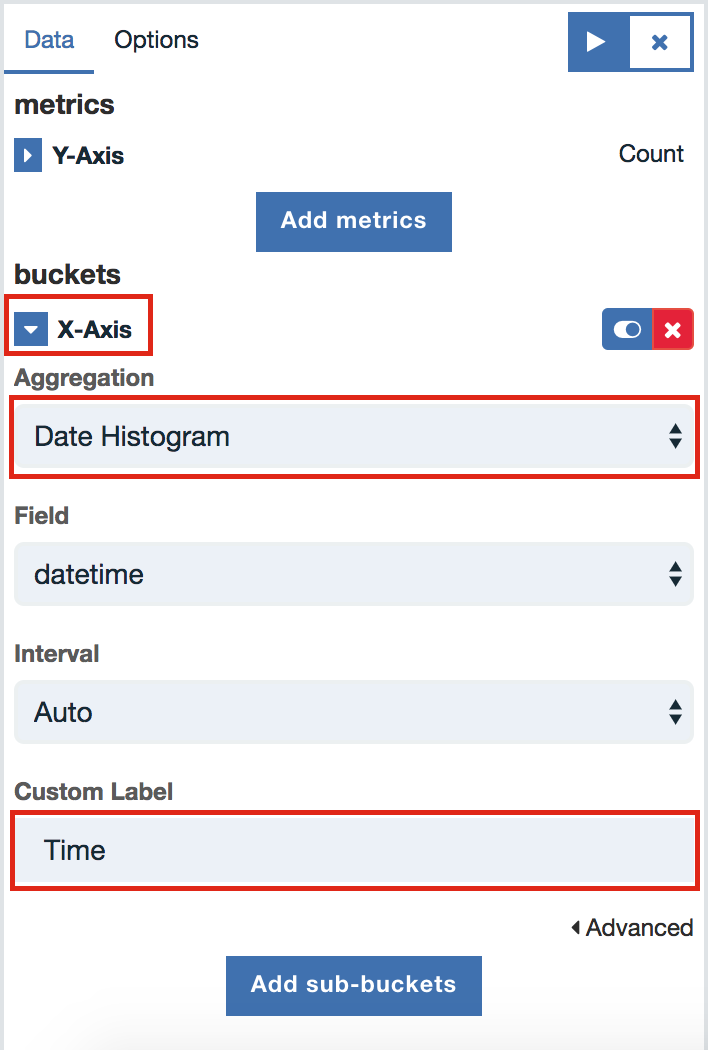 Data Options
metrics
Y-Axis Count
Add metrics
buckets
X-Axis
Aggregation
Date Histogram
Field
datetime
Interval
Auto
Custom Label
Time
Advanced
Add sub-buckets